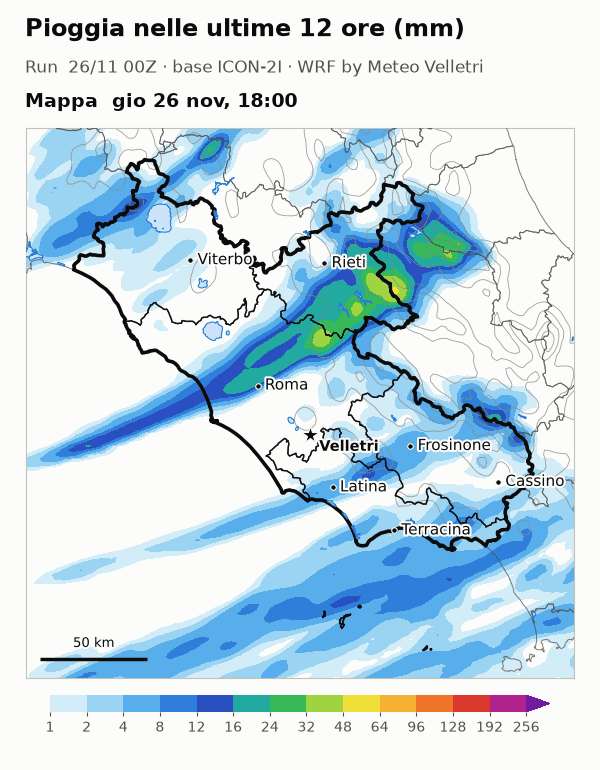 Pioggia nelle ultime 12 ore (mm)
Run  26/11 00Z · base ICON-2I · WRF by Meteo Velletri
Mappa  gio 26 nov, 18:00
Viterbo
Rieti
Roma
Velletri
Frosinone
Latina
Cassino
Terracina
50 km
1 2 4 8 12 16 24 32 48 64 96 128 192 256